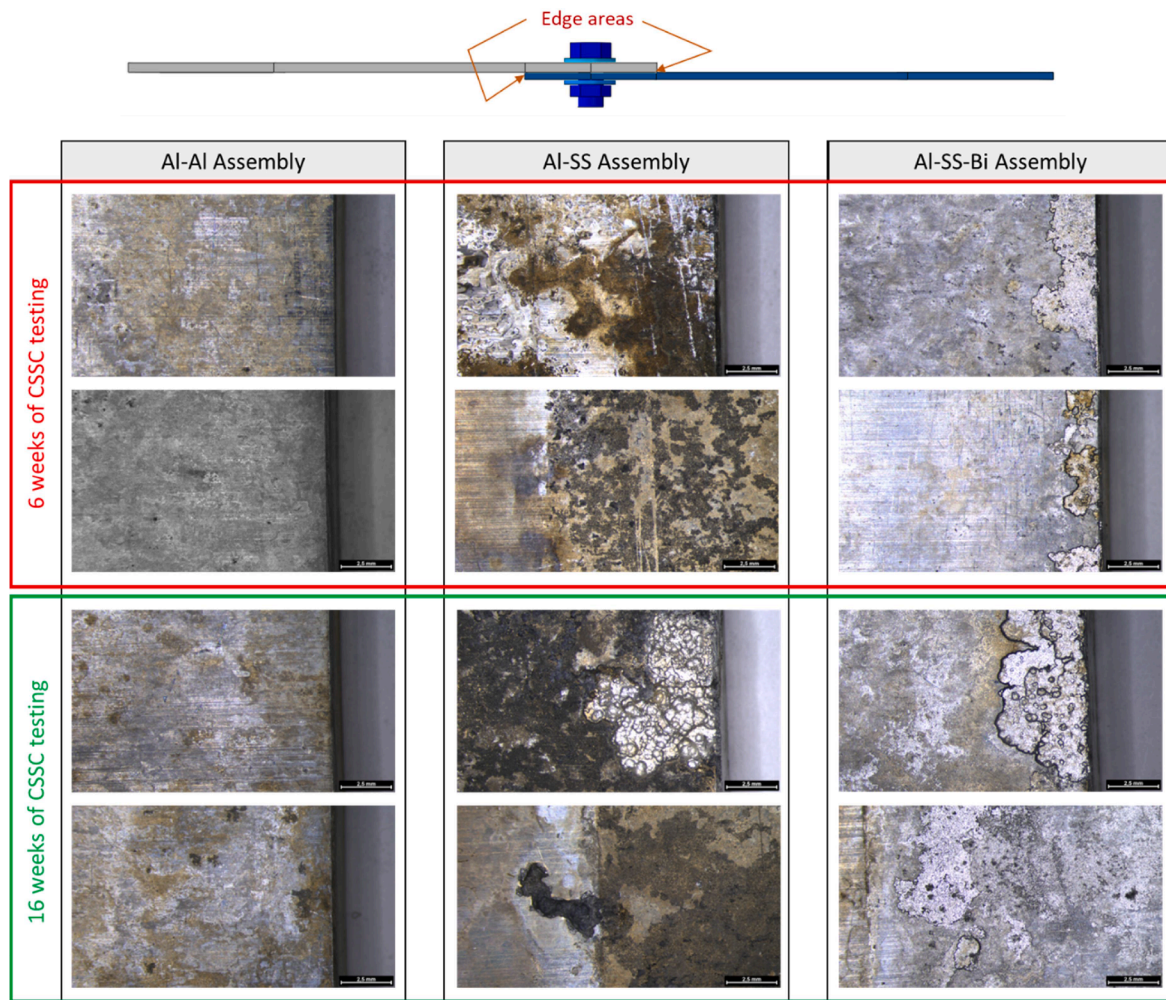 Edge areas
Al-Al Assembly
Al-SS Assembly
Al-SS-Bi Assembly
6 weeks of CSSC testing
2.5 mm
2.5 mm
2.5 mm
2.5 mm
2.5 mm
2.5 mm
16 weeks of CSSC testing
2.5 mm
2.5 mm
2.5 mm
2.5 mm
2.5 mm
2.5 mm